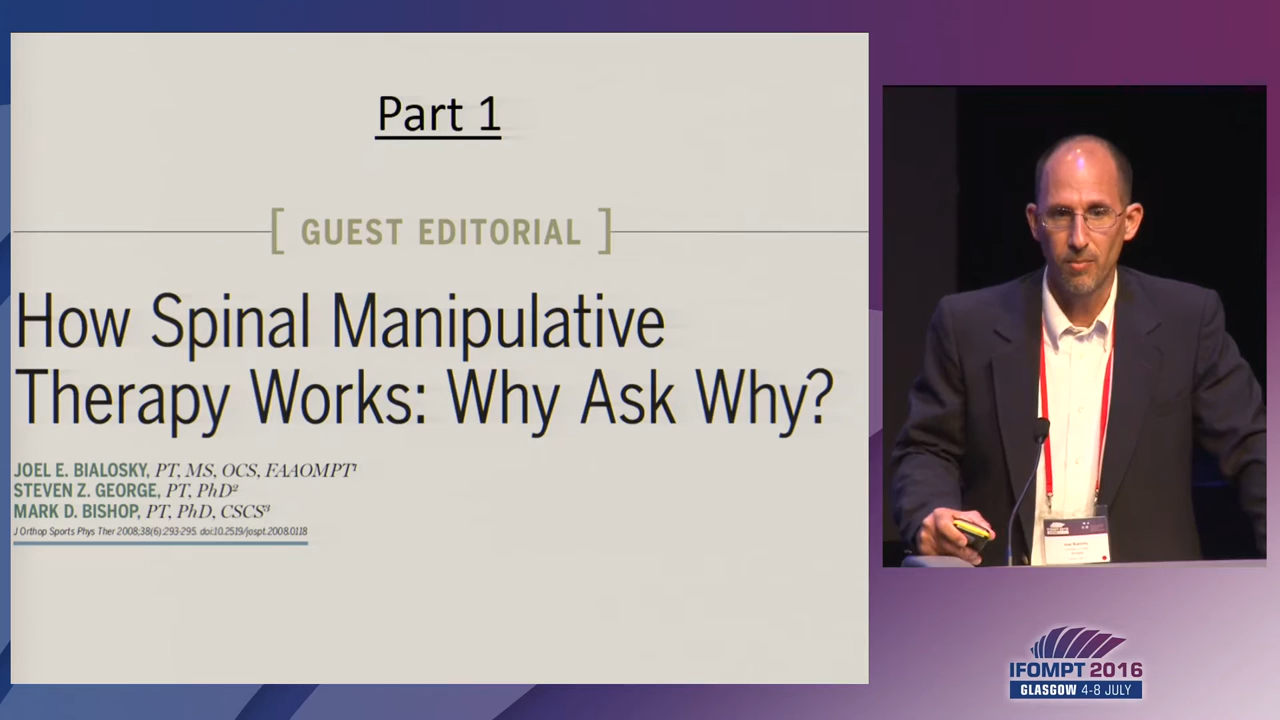 Part 1
[ GUEST EDITORIAL ]
How Spinal Manipulative
Therapy Works: Why Ask Why?
JOEL E. BIALOSKY, PT, MS, OCS, FAAOMPT¹
STEVEN Z. GEORGE, PT, PhD²
MARK D. BISHOP, PT, PhD, CSCS³
J Orthop Sports Phys Ther 2008;38(6):293-295. doi:10.2519/jospt.2008.0118
IFOMPT 2016
IFOMPT 2016
GLASGOW 4-8 JULY